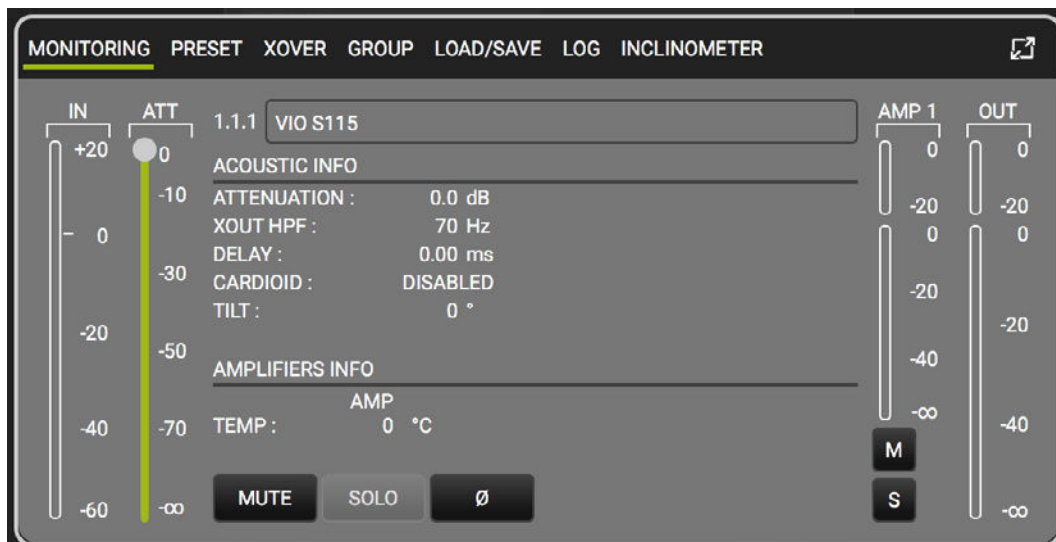 MONITORING PRESET XOVER GROUP LOAD/SAVE LOG INCLINOMETER
IN
+20
0
-20
-40
-60
ATT
0
-10
-30
-50
-70
-∞
1.1.1 VIO S115
ACOUSTIC INFO
ATTENUATION : 0.0 dB
XOUT HPF : 70 Hz
DELAY : 0.00 ms
CARDIOID : DISABLED
TILT : 0 °
AMPLIFIERS INFO
AMP
TEMP : 0 °C
MUTE SOLO Ø
AMP 1
0
-20
0
-20
-40
-∞
M
S
OUT
0
-20
0
-20
-40
-∞